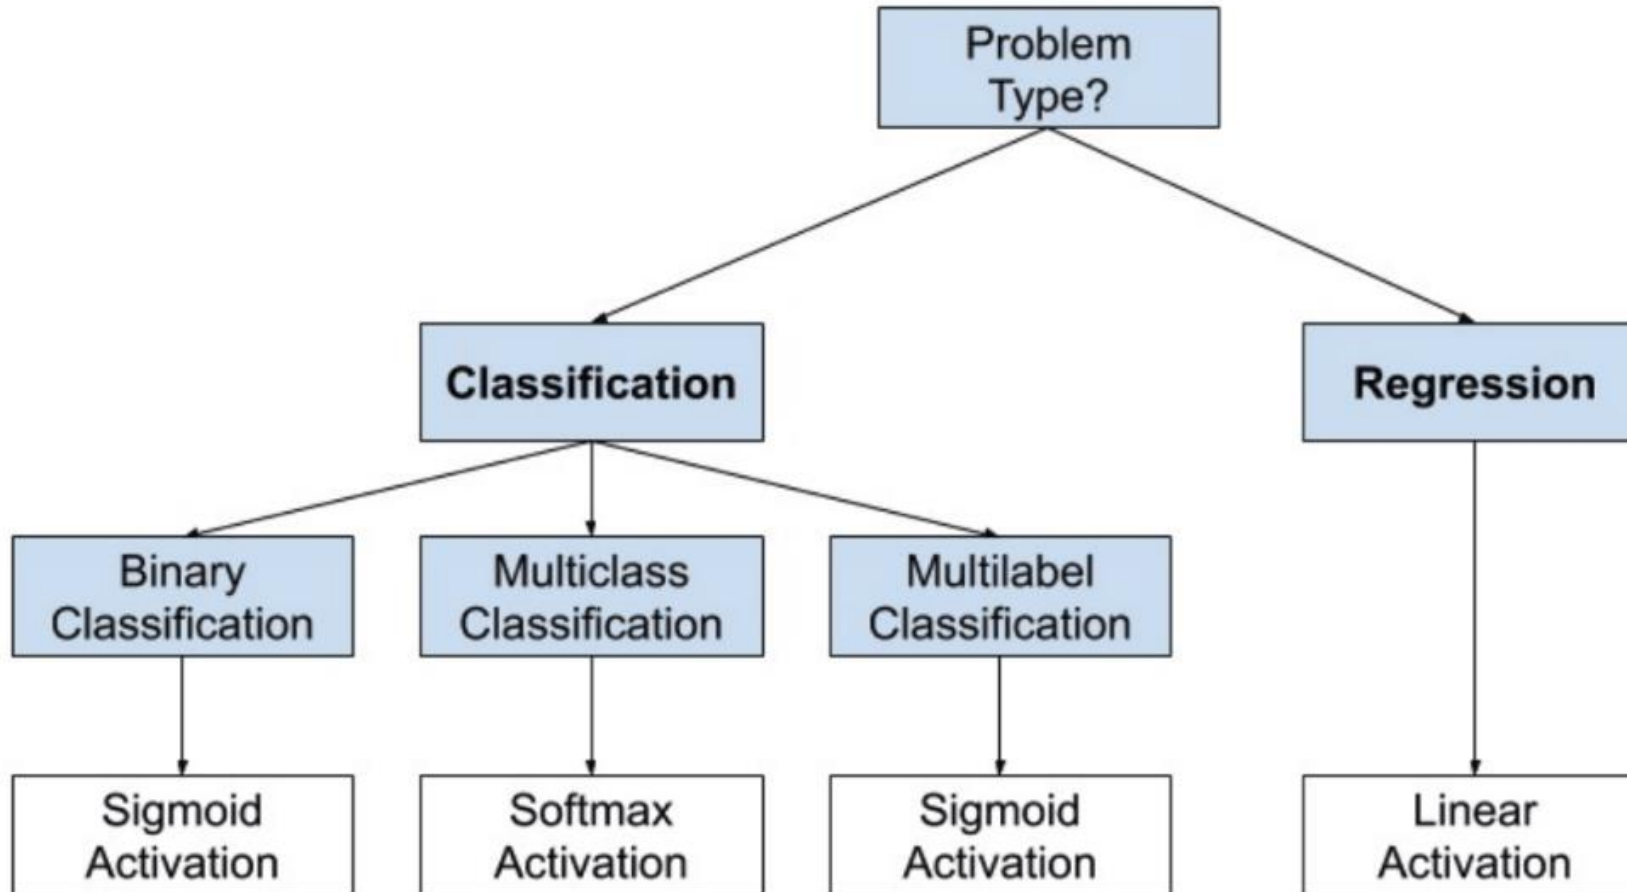 Problem
Type?
Classification
Regression
Binary
Classification
Multiclass
Classification
Multilabel
Classification
Sigmoid
Activation
Softmax
Activation
Sigmoid
Activation
Linear
Activation